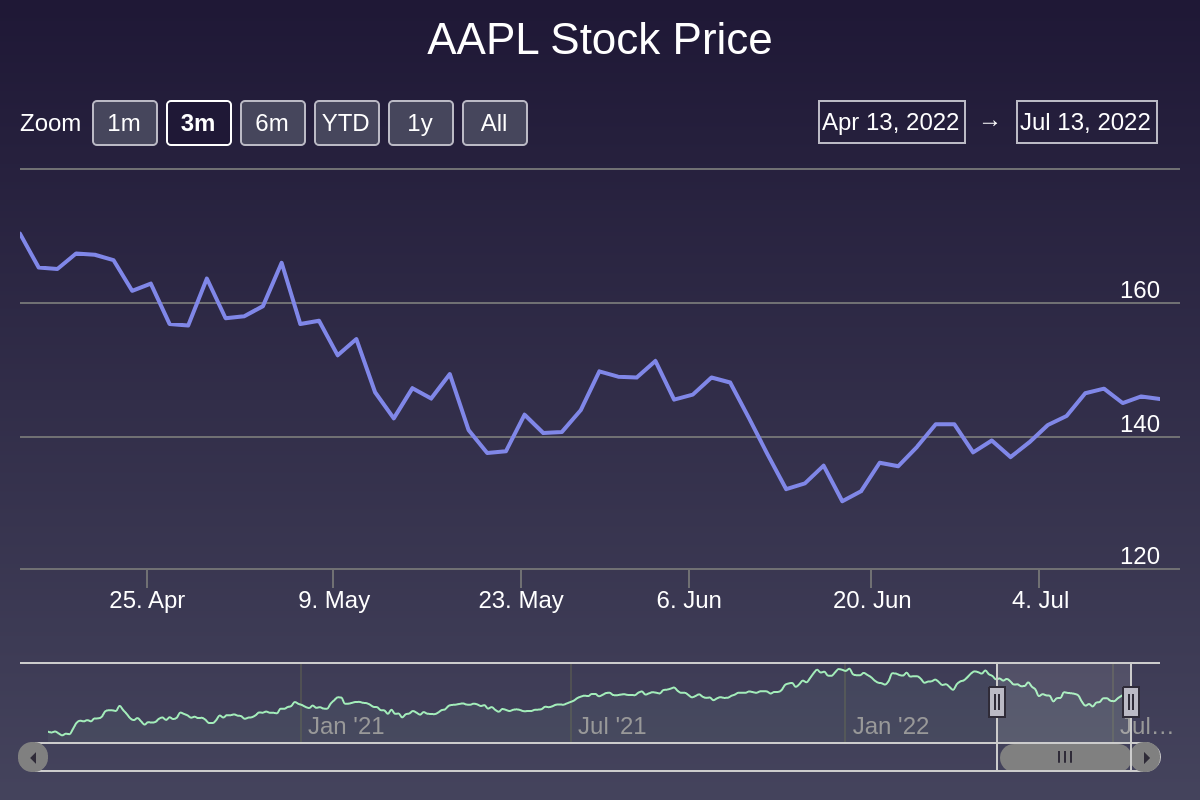 AAPL Stock Price
Zoom 1m 3m 6m YTD 1y All Apr 13, 2022 → Jul 13, 2022
160
140
120
25. Apr 9. May 23. May 6. Jun 20. Jun 4. Jul
Jan '21 Jul '21 Jan '22 Jul…